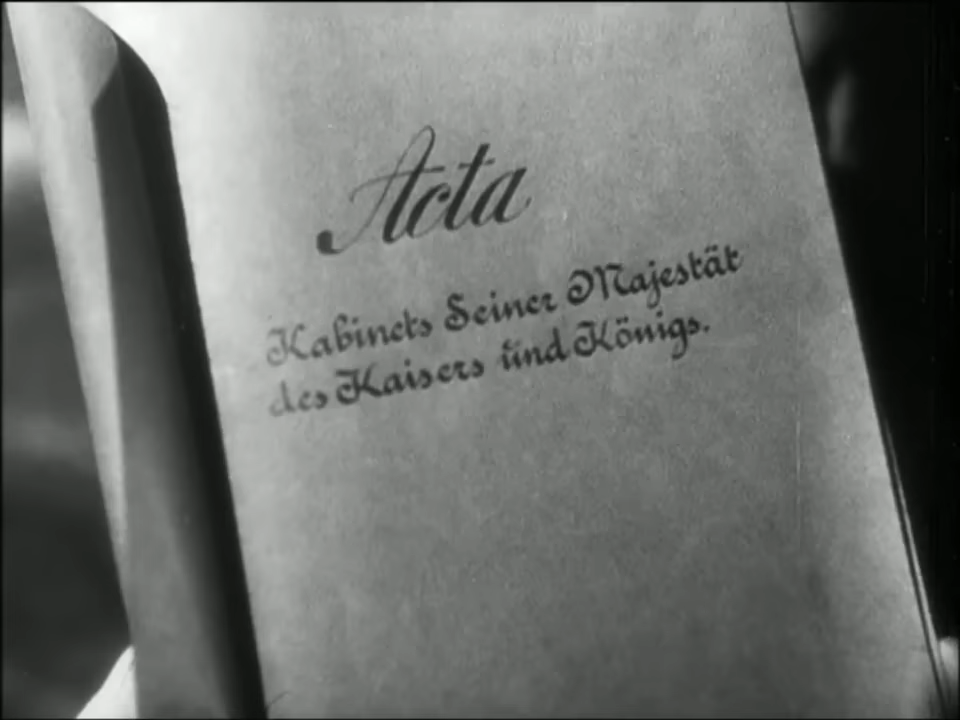 Acta
Kabinets Seiner Majestät
des Kaisers und Königs.